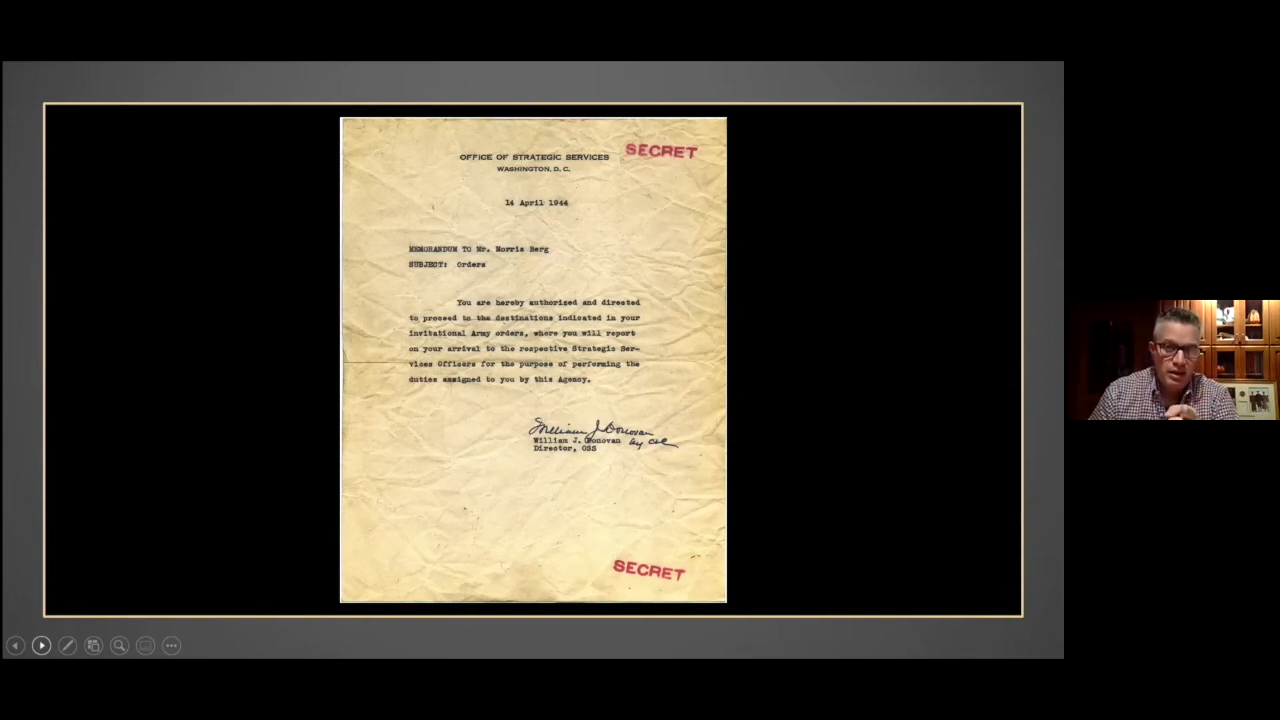 OFFICE OF STRATEGIC SERVICES
SECRET
WASHINGTON, D. C.
14 April 1944
MEMORANDUM TO Mr. Morris Berg
SUBJECT: Orders
You are hereby authorized and directed
to proceed to the destinations indicated in your
invitational Army orders, where you will report
on your arrival to the respective Strategic Ser-
vices Officers for the purpose of performing the
duties assigned to you by this Agency.
William J. Donovan
William J. Donovan by
Director, OSS
SECRET